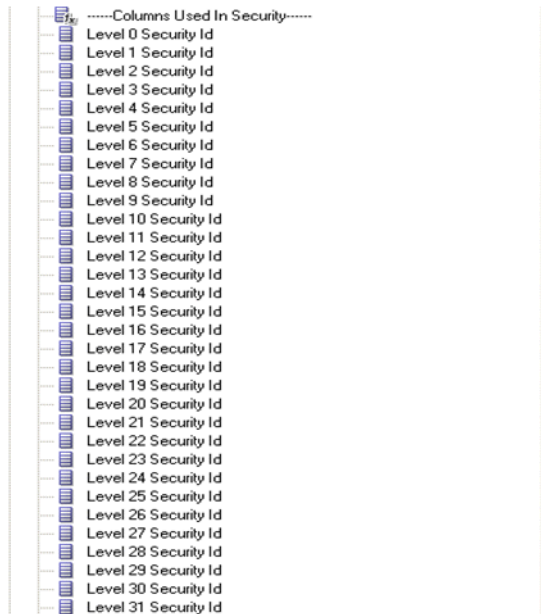 ------Columns Used In Security------
Level 0 Security Id
Level 1 Security Id
Level 2 Security Id
Level 3 Security Id
Level 4 Security Id
Level 5 Security Id
Level 6 Security Id
Level 7 Security Id
Level 8 Security Id
Level 9 Security Id
Level 10 Security Id
Level 11 Security Id
Level 12 Security Id
Level 13 Security Id
Level 14 Security Id
Level 15 Security Id
Level 16 Security Id
Level 17 Security Id
Level 18 Security Id
Level 19 Security Id
Level 20 Security Id
Level 21 Security Id
Level 22 Security Id
Level 23 Security Id
Level 24 Security Id
Level 25 Security Id
Level 26 Security Id
Level 27 Security Id
Level 28 Security Id
Level 29 Security Id
Level 30 Security Id
Level 31 Security Id